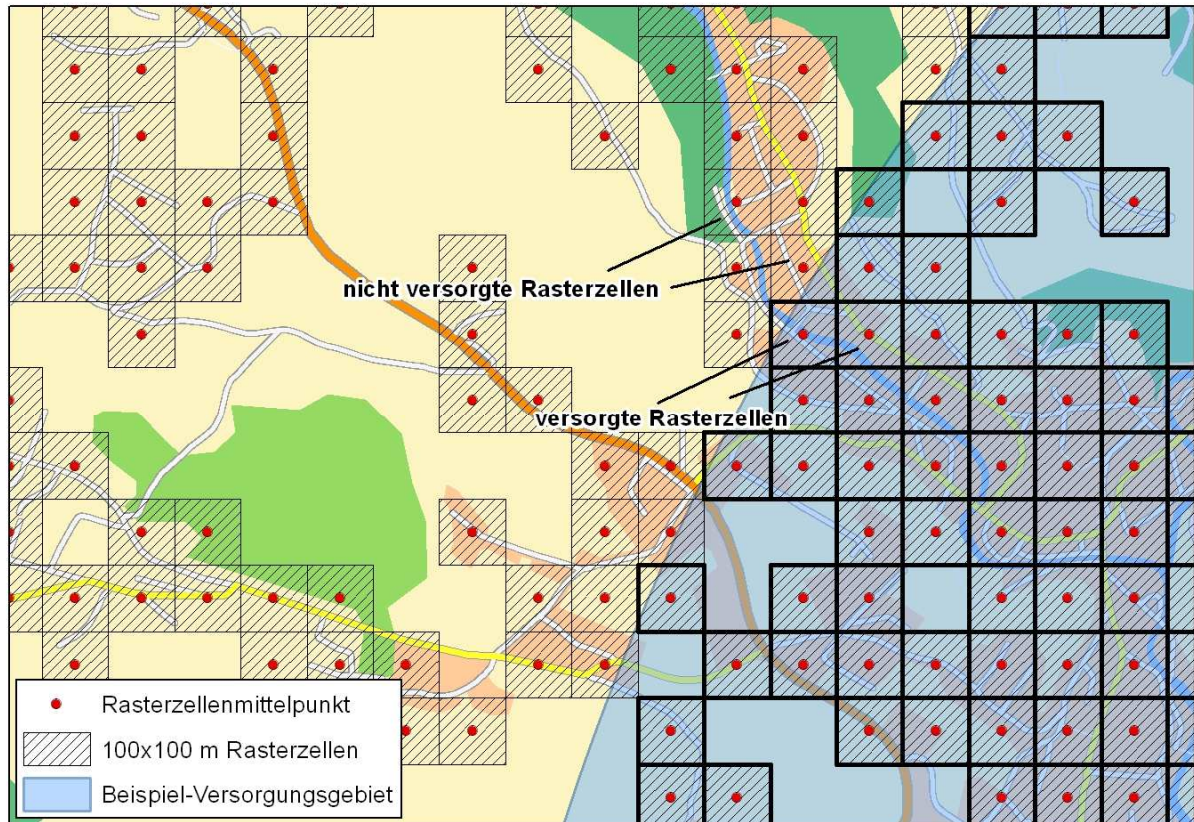 nicht versorgte Rasterzellen
versorgte Rasterzellen
Rasterzellenmittelpunkt
100x100 m Rasterzellen
Beispiel-Versorgungsgebiet